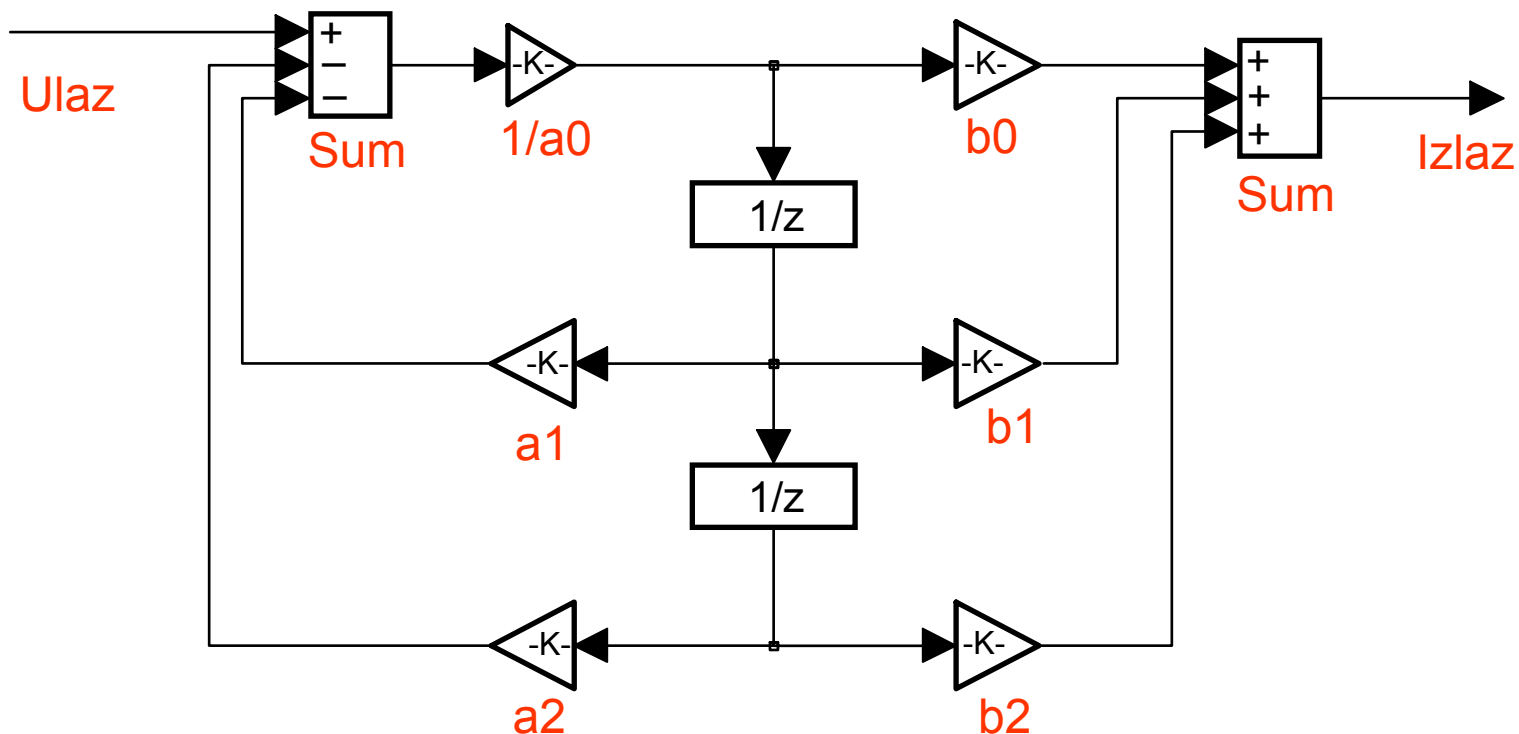 +
−
−
-K-
-K-
+
+
+
Ulaz
Sum
1/a0
b0
Sum
Izlaz
1/z
-K-
-K-
a1
b1
1/z
-K-
-K-
a2
b2